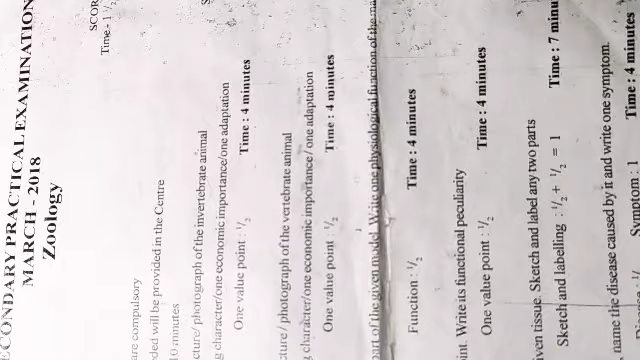 ECONDARY PRACTICAL EXAMINATION
MARCH - 2018
Zoology
SCOR
Time.- 1 1/2
are compulsory
ded will be provided in the Centre
10 minutes
cture/ photograph of the invertebrate animal
g character/one economic importance/one adaptation
One value point : 1/2 Time : 4 minutes
cture / photograph of the vertebrate animal
g character/one economic importance / one adaptation
One value point : 1/2 Time : 4 minutes
part of the given model. Write one physiological function of the
Function : 1/2 Time : 4 minutes
int. Write its functional peculiarity
One value point : 1/2 Time : 4 minutes
iven tissue. Sketch and label any two parts
Sketch and labelling : 1/2 + 1/2 = 1 Time : 7 minu
name the disease caused by it and write one symptom.
Symptom : 1 Time : 4 minutes